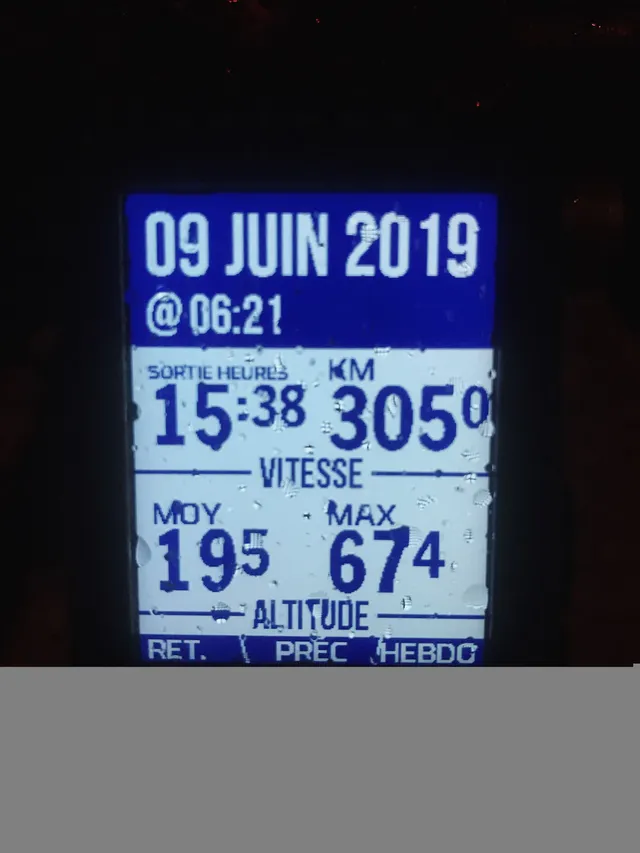 09 JUIN 2019
@ 06:21
SORTIE HEURES KM
15:38 3050
VITESSE
MOY MAX
195 674
ALTITUDE
RET. PRÉC HEBDO